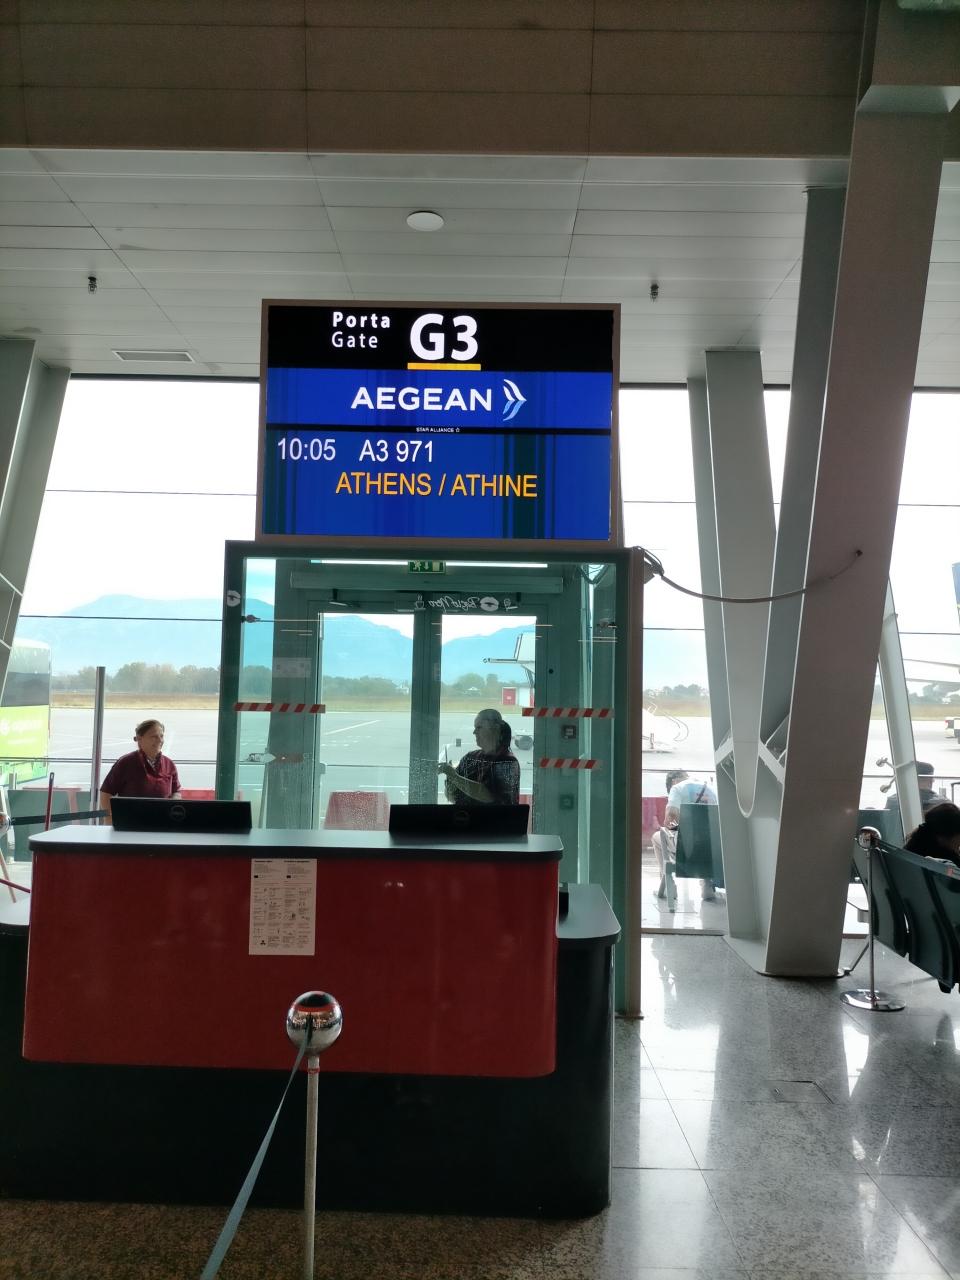 Porta
Gate
G3
AEGEAN
STAR ALLIANCE
10:05 A3 971
ATHENS / ATHINE